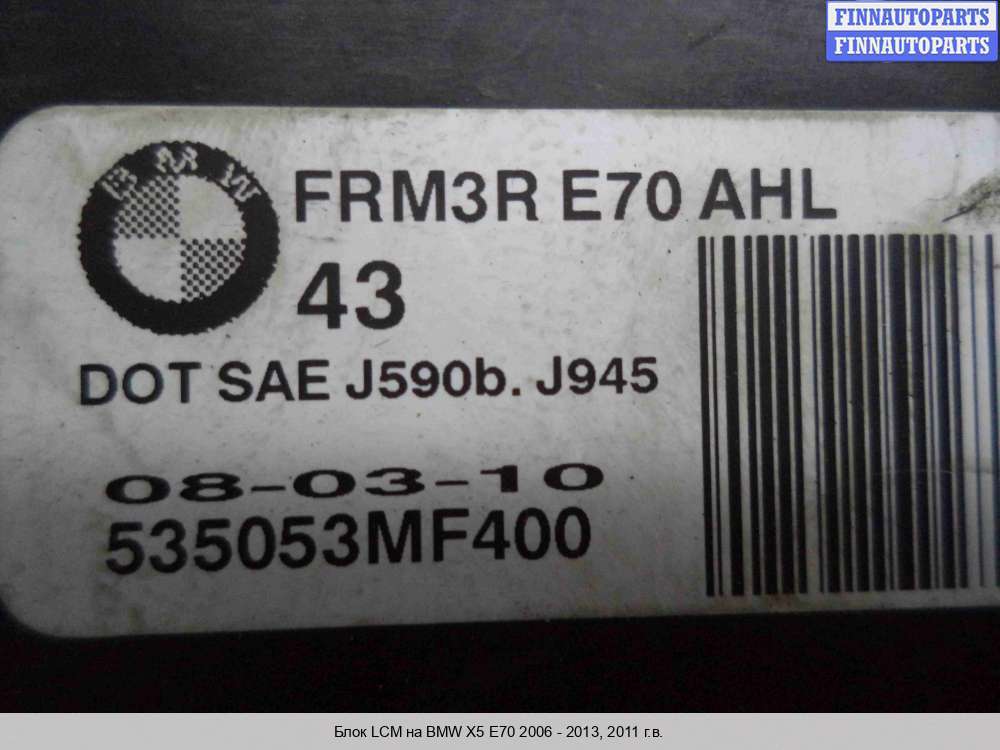 FINNAUTOPARTS
FINNAUTOPARTS
BMW
FRM3R E70 AHL
43
DOT SAE J590b. J945
08-03-10
535053MF400
Блок LCM на BMW X5 E70 2006 - 2013, 2011 г.в.